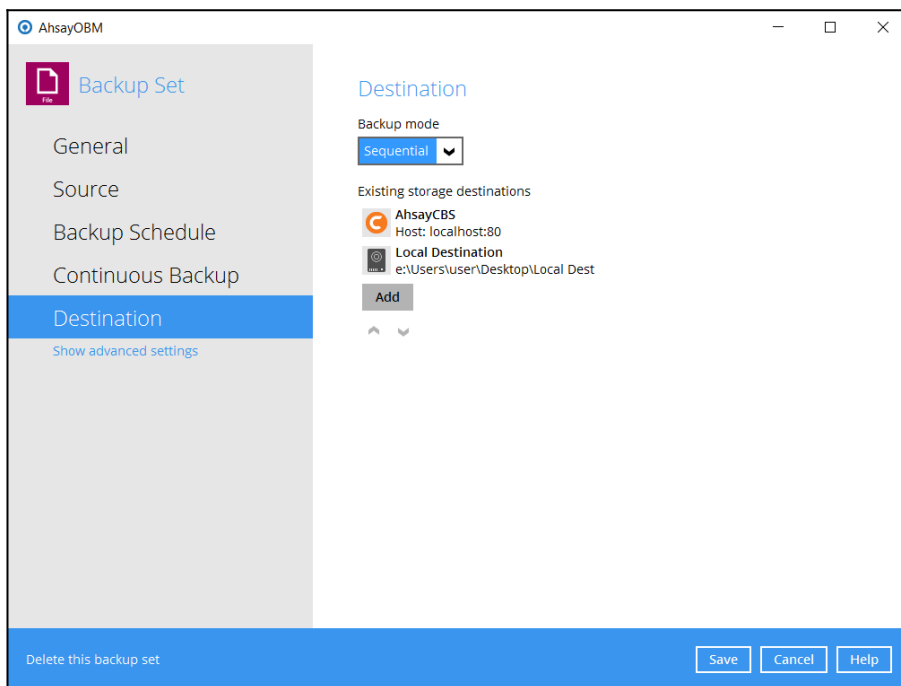 AhsayOBM
File
Backup Set
General
Source
Backup Schedule
Continuous Backup
Destination
Show advanced settings
Destination
Backup mode
Sequential
Existing storage destinations
AhsayCBS
Host: localhost:80
Local Destination
e:\Users\user\Desktop\Local Dest
Add
Delete this backup set
Save
Cancel
Help